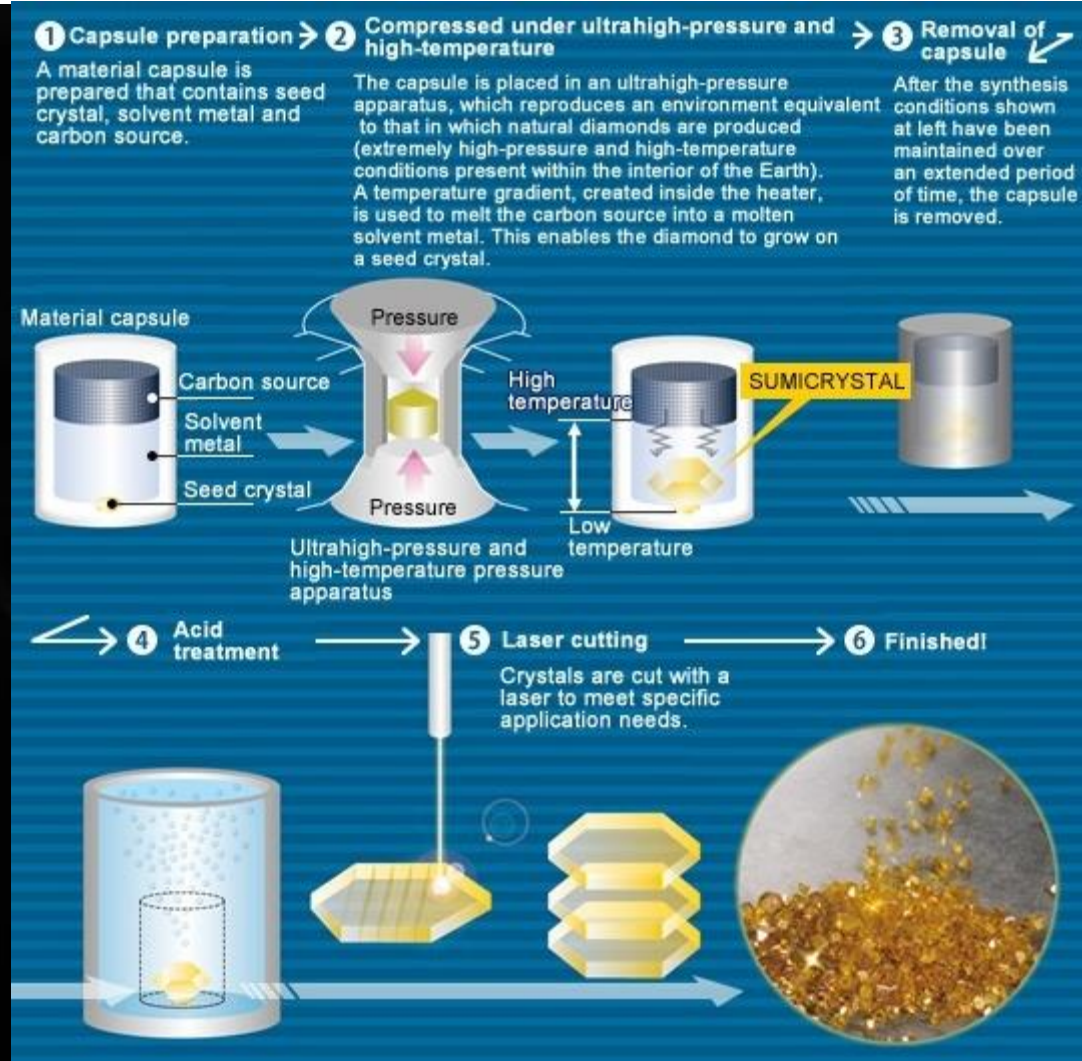 1 Capsule preparation
A material capsule is
prepared that contains seed
crystal, solvent metal and
carbon source.
2 Compressed under ultrahigh-pressure and
high-temperature
The capsule is placed in an ultrahigh-pressure
apparatus, which reproduces an environment equivalent
to that in which natural diamonds are produced
(extremely high-pressure and high-temperature
conditions present within the interior of the Earth).
A temperature gradient, created inside the heater,
is used to melt the carbon source into a molten
solvent metal. This enables the diamond to grow on
a seed crystal.
3 Removal of
capsule
After the synthesis
conditions shown
at left have been
maintained over
an extended period
of time, the capsule
is removed.
Material capsule
Carbon source
Solvent
metal
Seed crystal
Pressure
Pressure
Ultrahigh-pressure and
high-temperature pressure
apparatus
High
temperature
SUMICRYSTAL
Low
temperature
4 Acid
treatment
5 Laser cutting
Crystals are cut with a
laser to meet specific
application needs.
6 Finished!